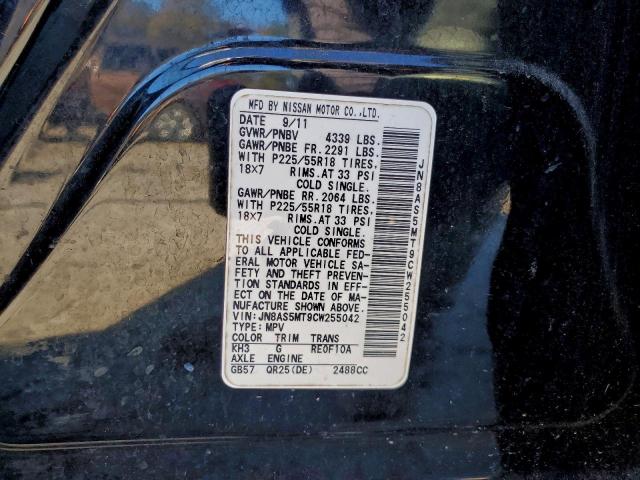 MFD BY NISSAN MOTOR CO.,LTD.
DATE 9/11
GVWR/PNBV 4339 LBS.
GAWR/PNBE FR. 2291 LBS.
WITH P225/55R18 TIRES,
18X7 RIMS.AT 33 PSI
COLD SINGLE.
GAWR/PNBE RR. 2064 LBS.
WITH P225/55R18 TIRES,
18X7 RIMS.AT 33 PSI
COLD SINGLE.
THIS VEHICLE CONFORMS
TO ALL APPLICABLE FED-
ERAL MOTOR VEHICLE SA-
FETY AND THEFT PREVEN-
TION STANDARDS IN EFF-
ECT ON THE DATE OF MA-
NUFACTURE SHOWN ABOVE.
VIN: JN8AS5MT9CW255042
TYPE: MPV
COLOR TRIM TRANS
KH3 G RE0F10A
AXLE ENGINE
GB57 QR25(DE) 2488CC
JN8AS5MT9CW255042